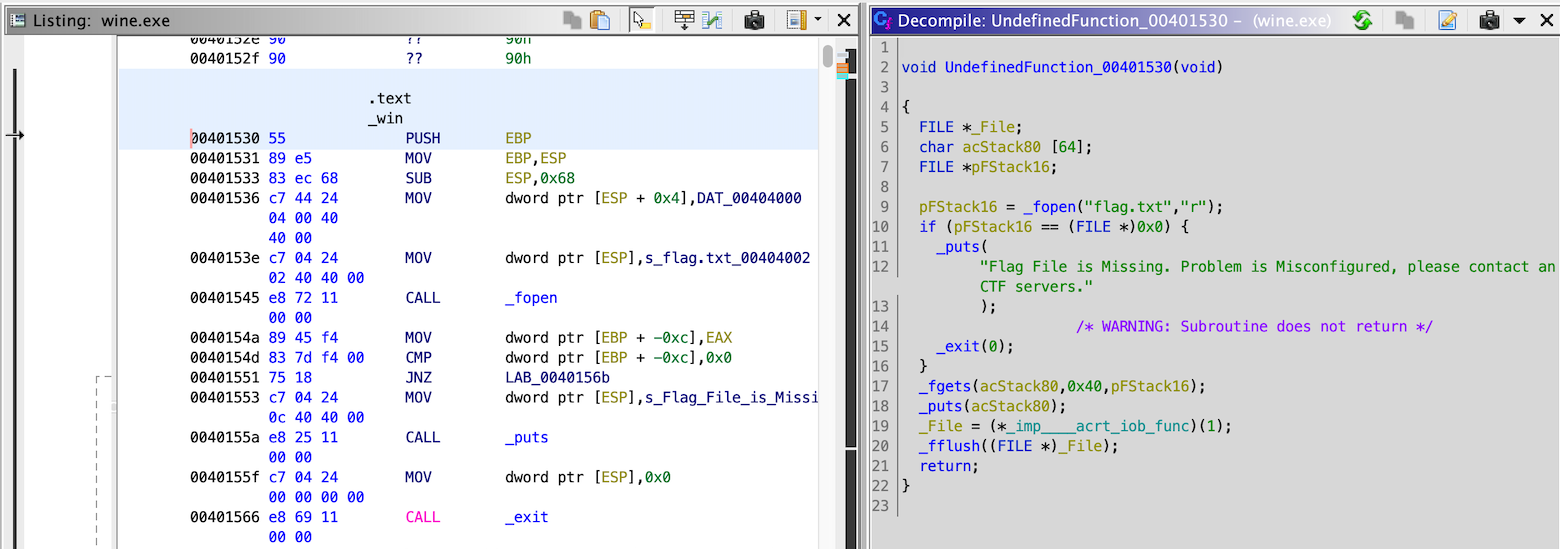 Listing: wine.exe
0040152e 90 ?? 90h
0040152f 90 ?? 90h
.text
_win
00401530 55 PUSH EBP
00401531 89 e5 MOV EBP,ESP
00401533 83 ec 68 SUB ESP,0x68
00401536 c7 44 24 MOV dword ptr [ESP + 0x4],DAT_00404000
04 00 40
40 00
0040153e c7 04 24 MOV dword ptr [ESP],s_flag.txt_00404002
02 40 40 00
00401545 e8 72 11 CALL _fopen
00 00
0040154a 89 45 f4 MOV dword ptr [EBP + -0xc],EAX
0040154d 83 7d f4 00 CMP dword ptr [EBP + -0xc],0x0
00401551 75 18 JNZ LAB_0040156b
00401553 c7 04 24 MOV dword ptr [ESP],s_Flag_File_is_Missi
0c 40 40 00
0040155a e8 25 11 CALL _puts
00 00
0040155f c7 04 24 MOV dword ptr [ESP],0x0
00 00 00 00
00401566 e8 69 11 CALL _exit
00 00
Decompile: UndefinedFunction_00401530 – (wine.exe)
1
2 void UndefinedFunction_00401530(void)
3
4 {
5 FILE *_File;
6 char acStack80 [64];
7 FILE *pFStack16;
8
9 pFStack16 = _fopen("flag.txt","r");
10 if (pFStack16 == (FILE *)0x0) {
11 _puts(
12 "Flag File is Missing. Problem is Misconfigured, please contact an
CTF servers."
13 );
14 /* WARNING: Subroutine does not return */
15 _exit(0);
16 }
17 _fgets(acStack80,0x40,pFStack16);
18 _puts(acStack80);
19 _File = (*_imp____acrt_iob_func)(1);
20 _fflush((FILE *)_File);
21 return;
22 }
23